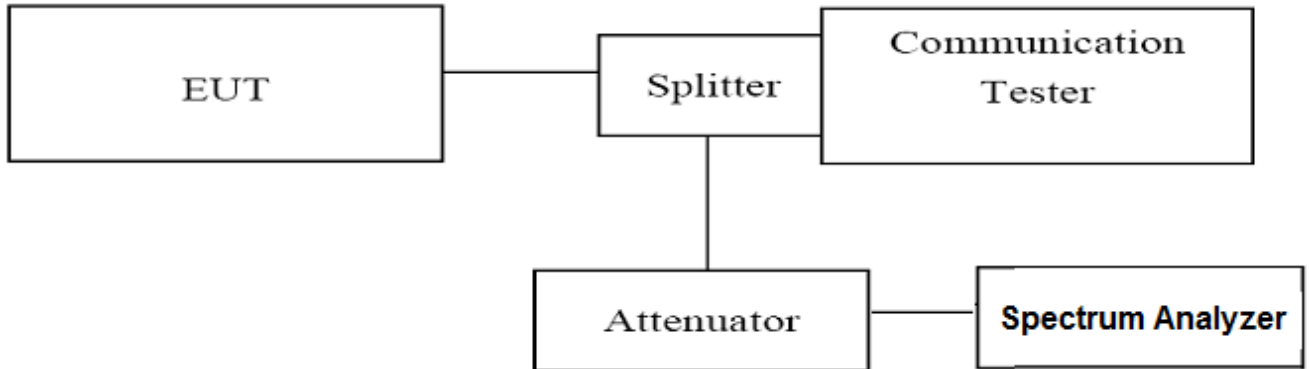 EUT
Splitter
Communication
Tester
Attenuator
Spectrum Analyzer